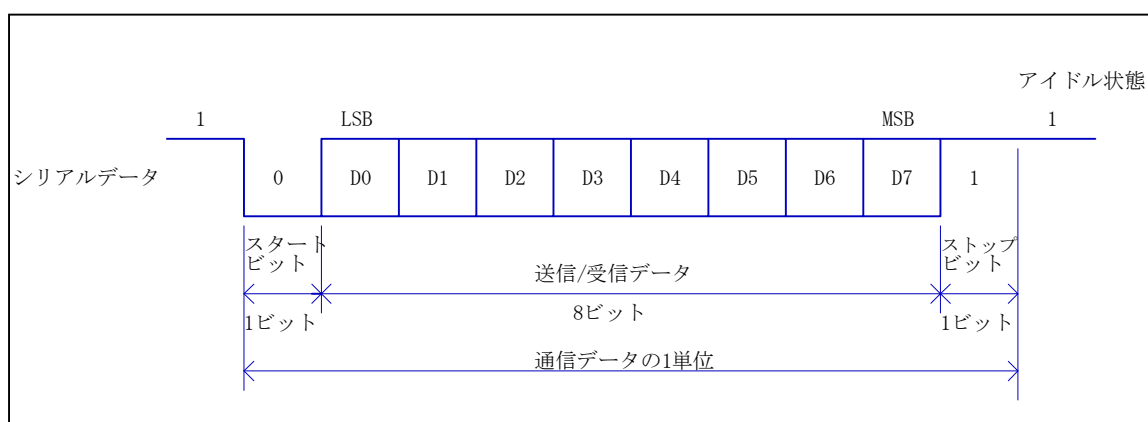 アイドル状態
1 LSB MSB 1
シリアルデータ 0 D0 D1 D2 D3 D4 D5 D6 D7 1
スタート
ビット
送信/受信データ
ストップ
ビット
1ビット 8ビット 1ビット
通信データの1単位